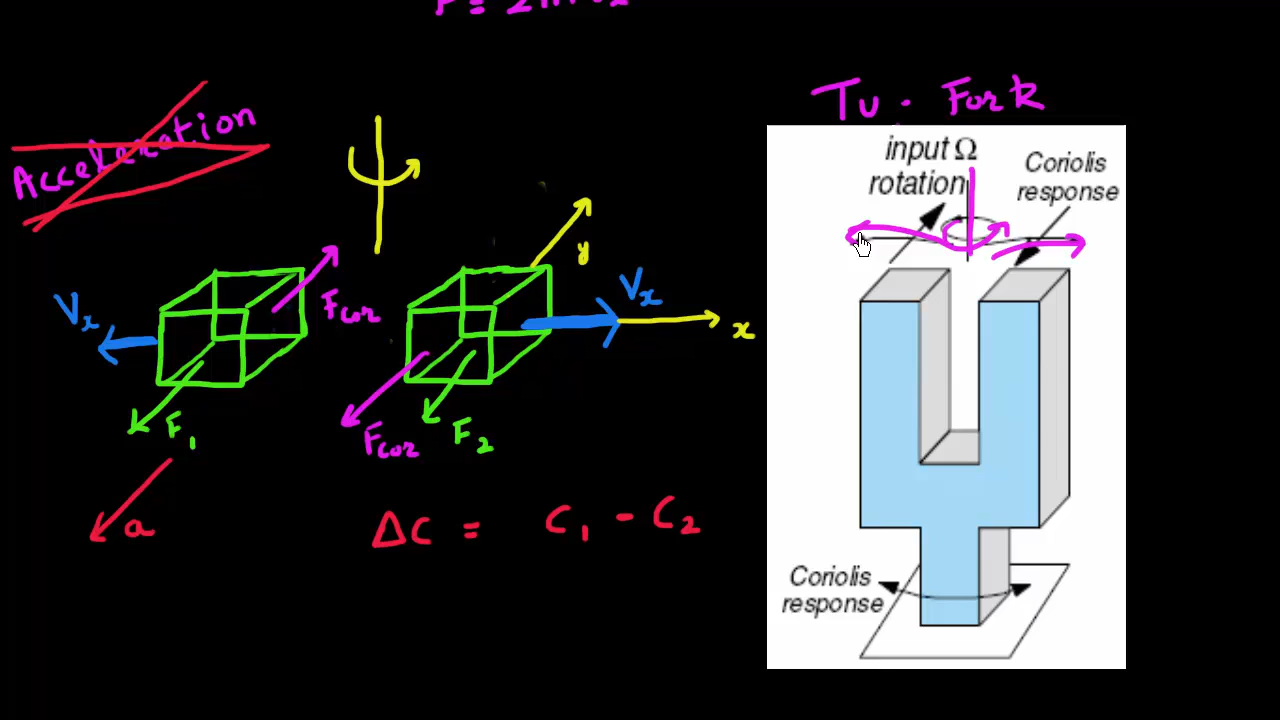 Acceleration
Vx
Fcor
F1
a
y
Vx
x
Fcor
F2
ΔC = C1 - C2
Tu. Fork
input Ω
rotation
Coriolis
response
Coriolis
response